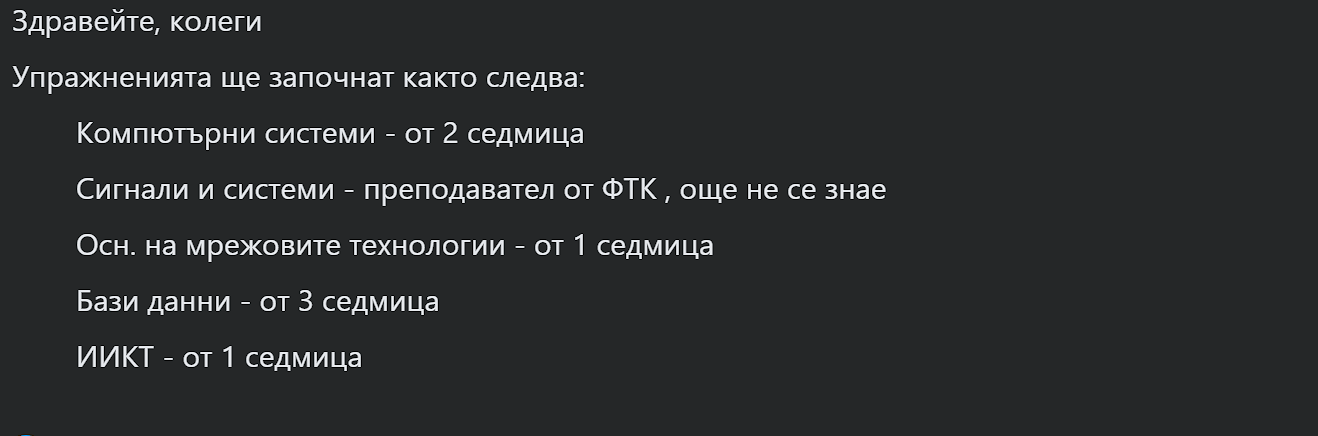 Здравейте, колеги
Упражненията ще започнат както следва:
Компютърни системи - от 2 седмица
Сигнали и системи - преподавател от ФТК , още не се знае
Осн. на мрежовите технологии - от 1 седмица
Бази данни - от 3 седмица
ИИКТ - от 1 седмица